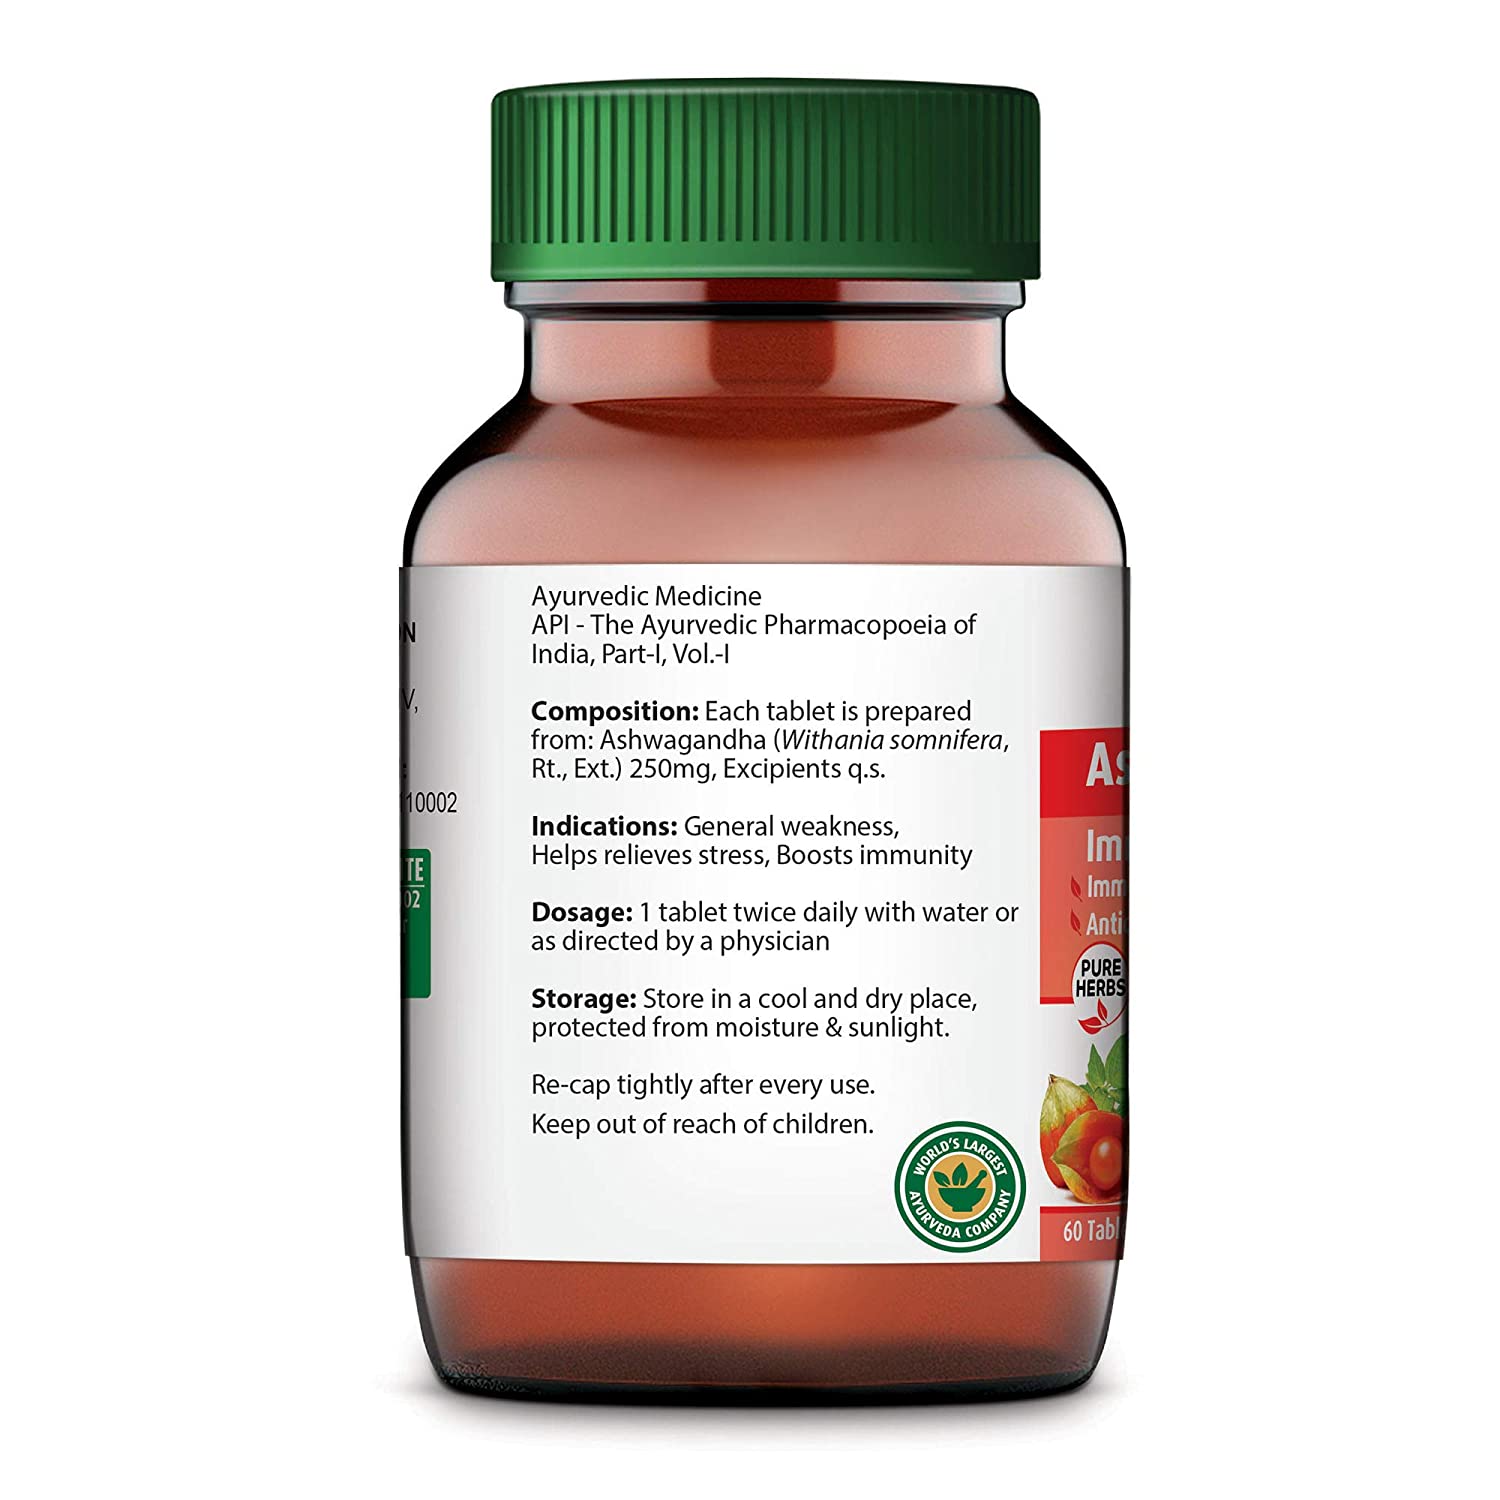 Ayurvedic Medicine
API - The Ayurvedic Pharmacopoeia of
India, Part-I, Vol.-I
Composition: Each tablet is prepared
from: Ashwagandha (Withania somnifera,
Rt., Ext.) 250mg, Excipients q.s.
Indications: General weakness,
Helps relieves stress, Boosts immunity
Dosage: 1 tablet twice daily with water or
as directed by a physician
Storage: Store in a cool and dry place,
protected from moisture & sunlight.
Re-cap tightly after every use.
Keep out of reach of children.
WORLD'S LARGEST
AYURVEDA COMPANY
10002
PURE
HERBS
60